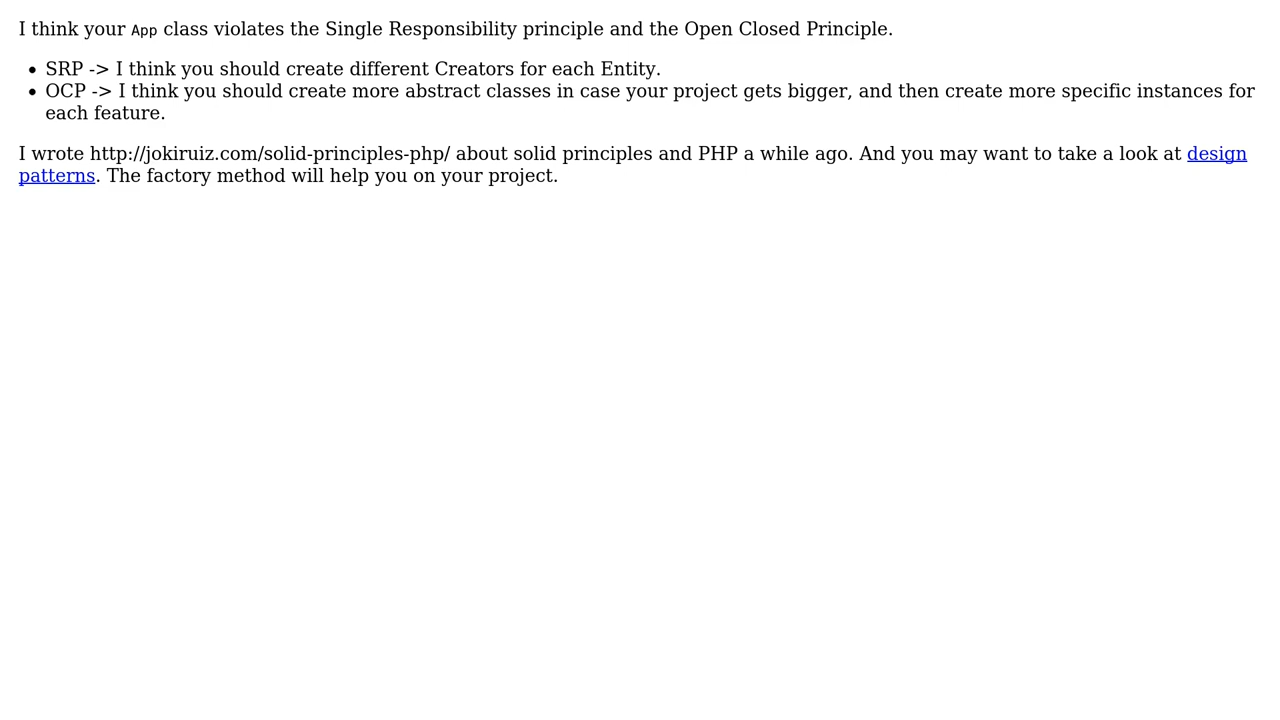 I think your App class violates the Single Responsibility principle and the Open Closed Principle.
• SRP -> I think you should create different Creators for each Entity.
• OCP -> I think you should create more abstract classes in case your project gets bigger, and then create more specific instances for
each feature.
I wrote http://jokiruiz.com/solid-principles-php/ about solid principles and PHP a while ago. And you may want to take a look at design
patterns. The factory method will help you on your project.